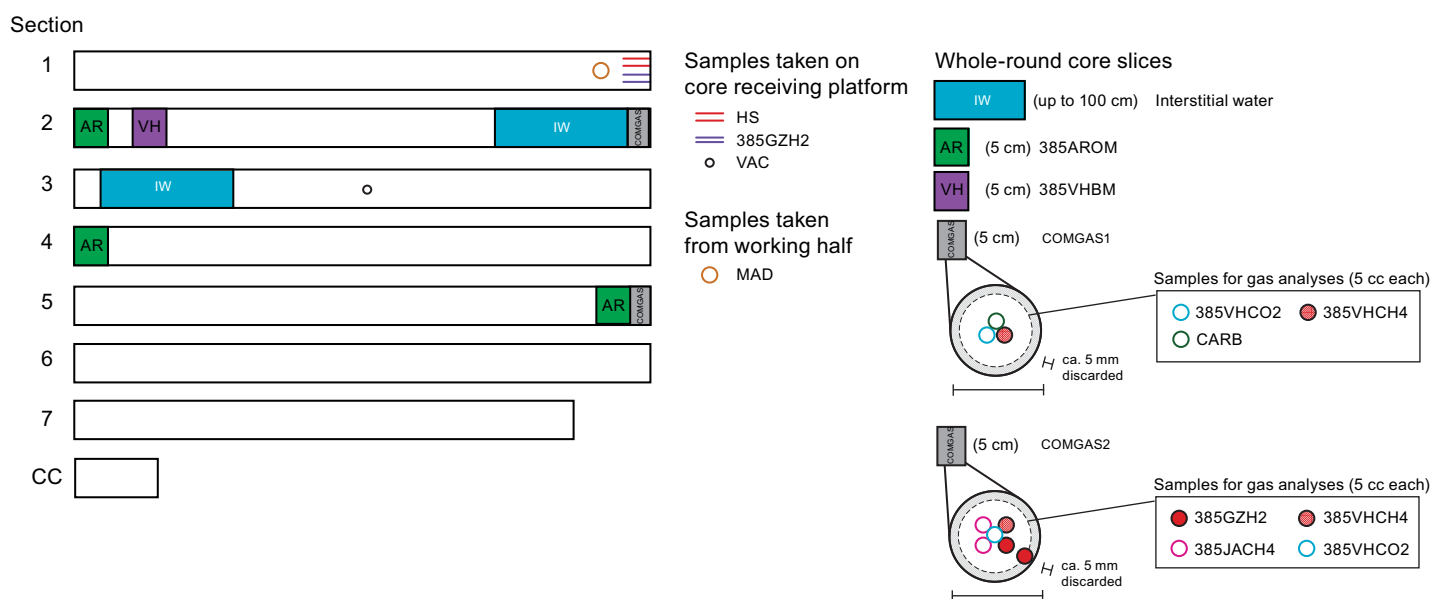 Section
1
2
AR
VH
IW
COMGAS
3
IW
4
AR
5
AR
COMGAS
6
7
CC
Samples taken on
core receiving platform
HS
385GZH2
VAC
Samples taken
from working half
MAD
Whole-round core slices
IW (up to 100 cm) Interstitial water
AR (5 cm) 385AROM
VH (5 cm) 385VHBM
COMGAS (5 cm) COMGAS1
Samples for gas analyses (5 cc each)
385VHCO2 385VHCH4
CARB
ca. 5 mm
discarded
COMGAS (5 cm) COMGAS2
Samples for gas analyses (5 cc each)
385GZH2 385VHCH4
385JACH4 385VHCO2
ca. 5 mm
discarded